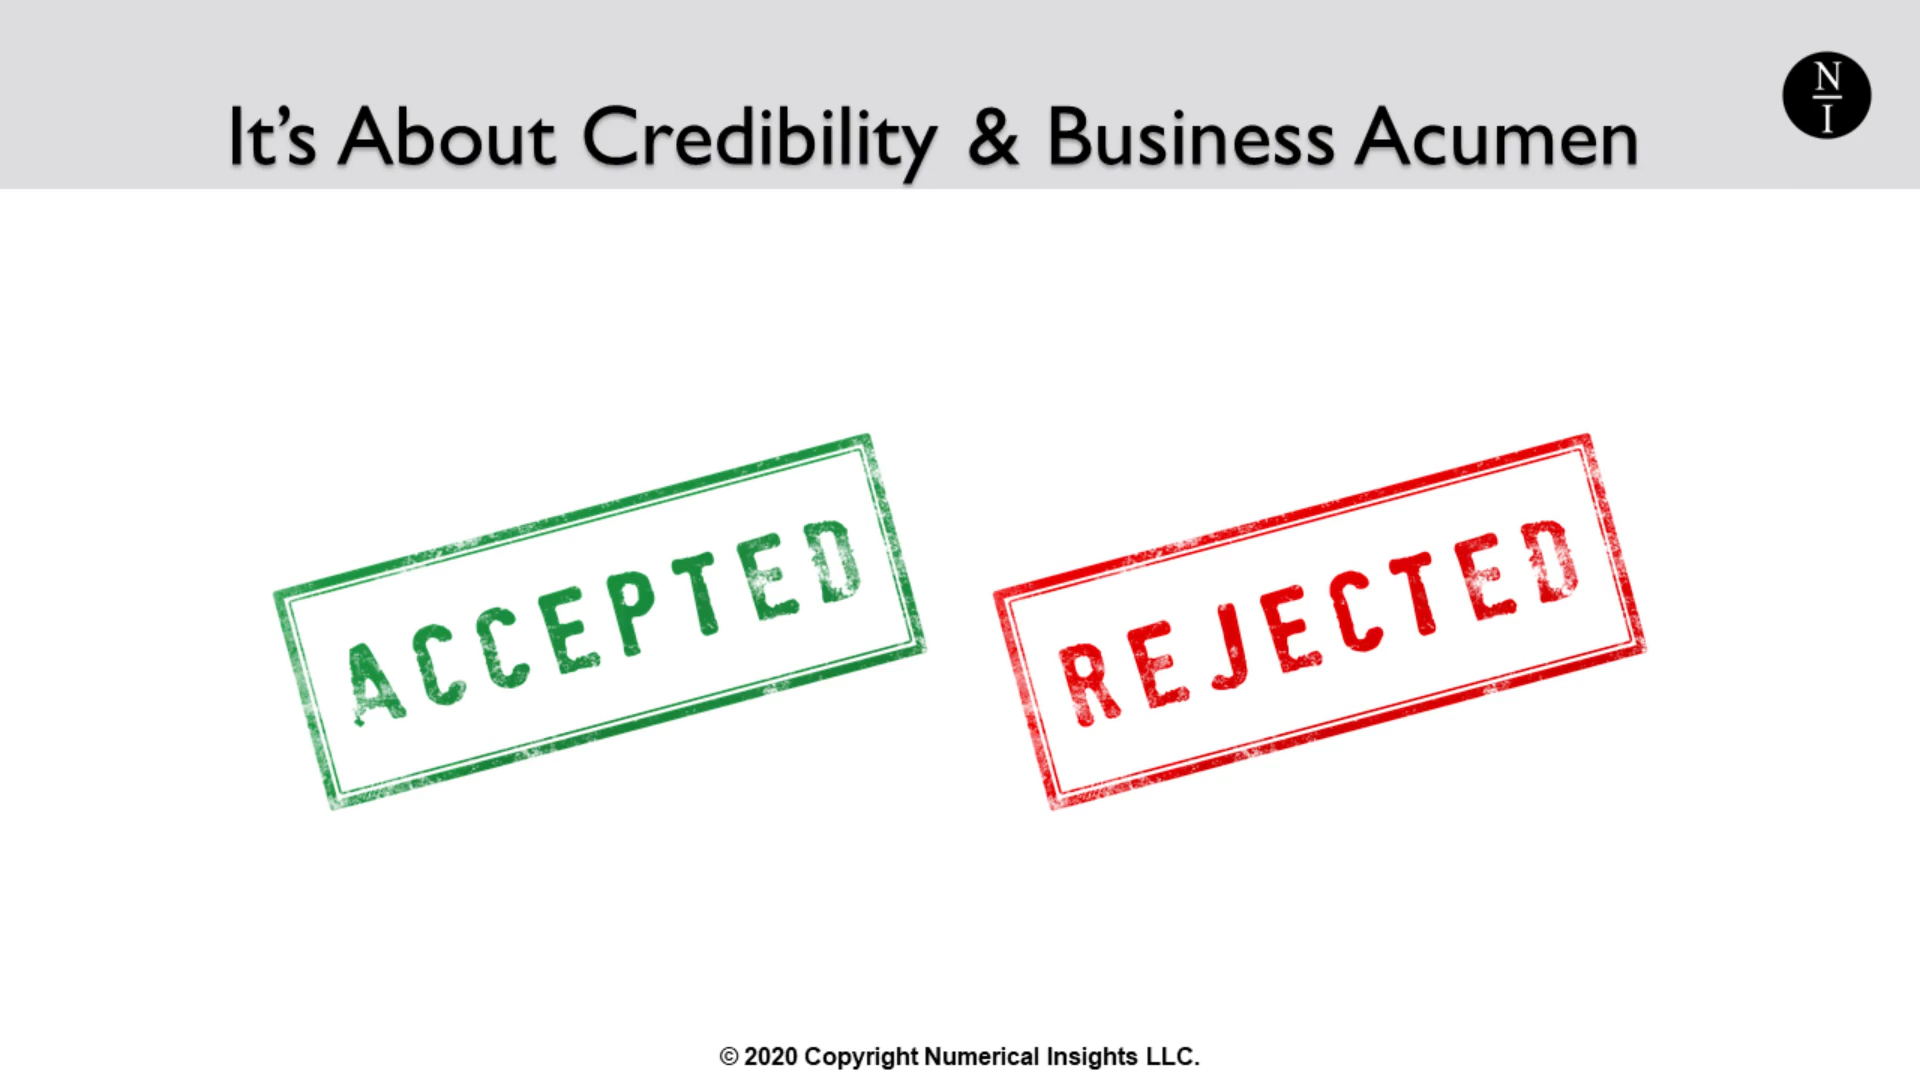 It’s About Credibility & Business Acumen
N
I
ACCEPTED
REJECTED
© 2020 Copyright Numerical Insights LLC.